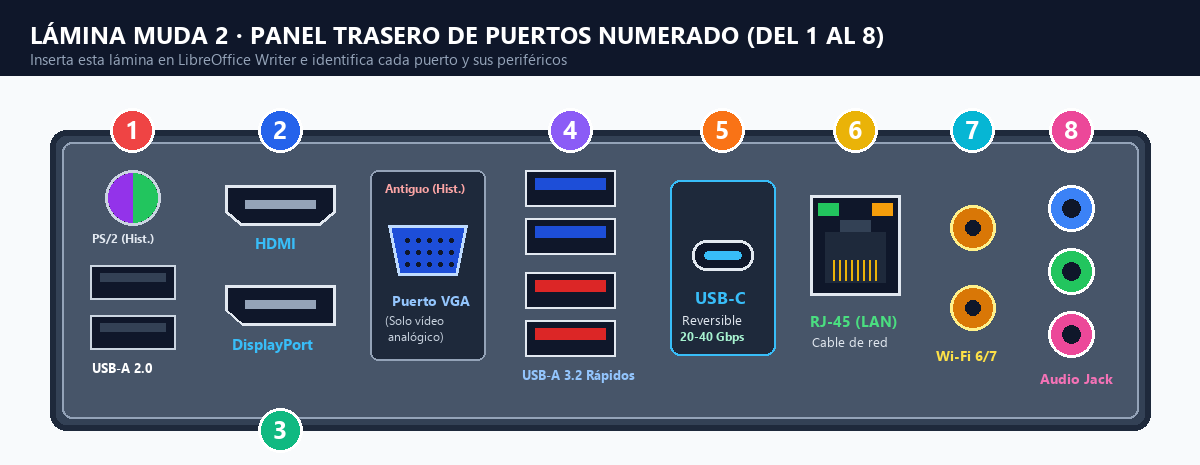 LÁMINA MUDA 2 · PANEL TRASERO DE PUERTOS NUMERADO (DEL 1 AL 8)
Inserta esta lámina en LibreOffice Writer e identifica cada puerto y sus periféricos
1
2
4
5
6
7
8
PS/2 (Hist.)
USB-A 2.0
HDMI
DisplayPort
3
Antiguo (Hist.)
Puerto VGA
(Solo vídeo
analógico)
USB-A 3.2 Rápidos
USB-C
Reversible
20-40 Gbps
RJ-45 (LAN)
Cable de red
Wi-Fi 6/7
Audio Jack